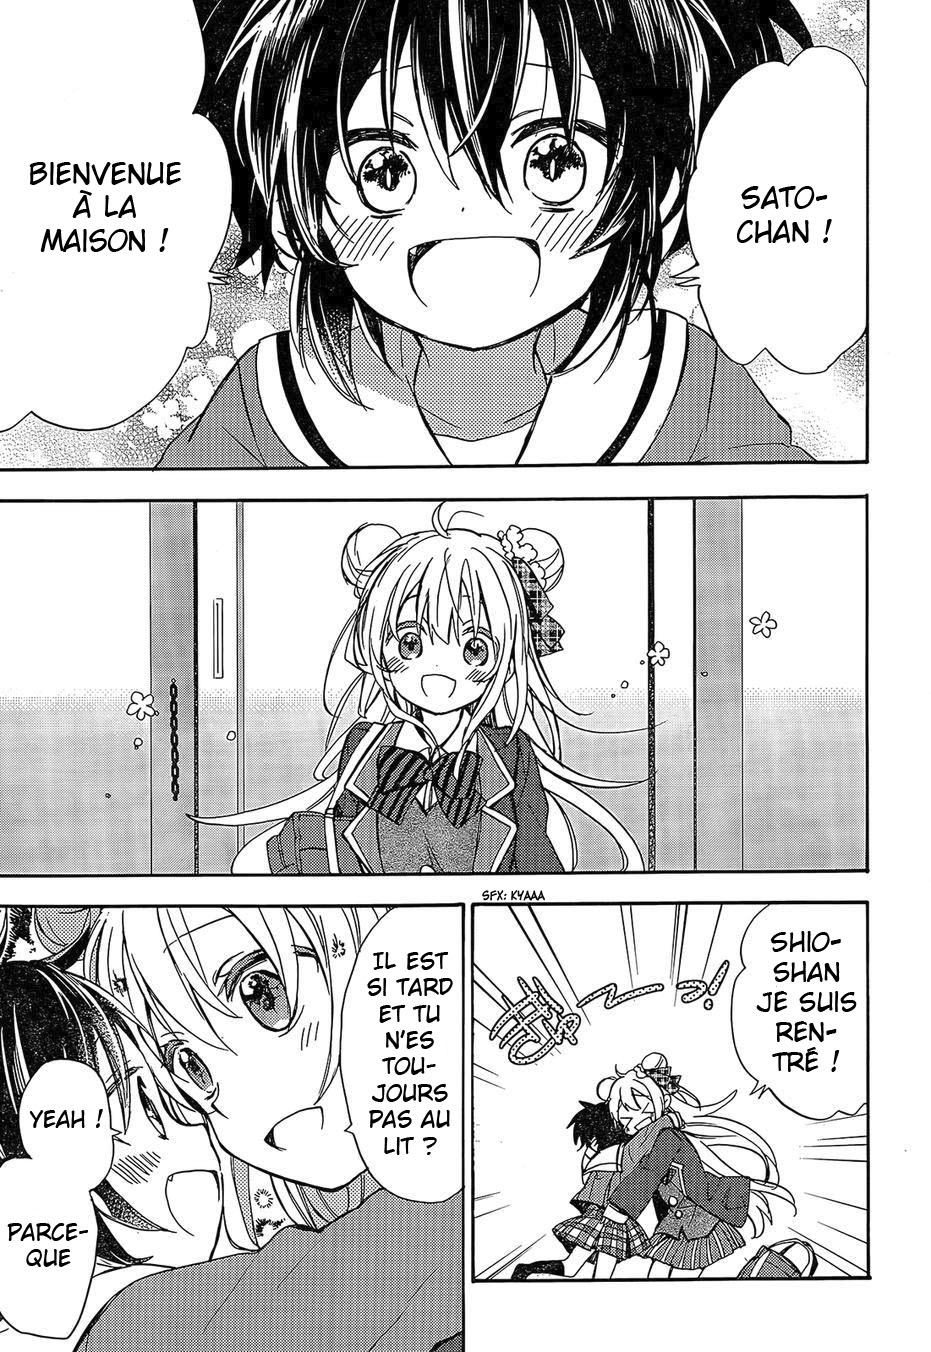 SATO-
CHAN !
BIENVENUE
À LA
MAISON !
SFX: KYAAA
SHIO-
SHAN
JE SUIS
REN-
TRÉ !
IL EST
SI TARD
ET TU
N'ES
TOU-
JOURS
PAS AU
LIT ?
YEAH !
PARCE-
QUE